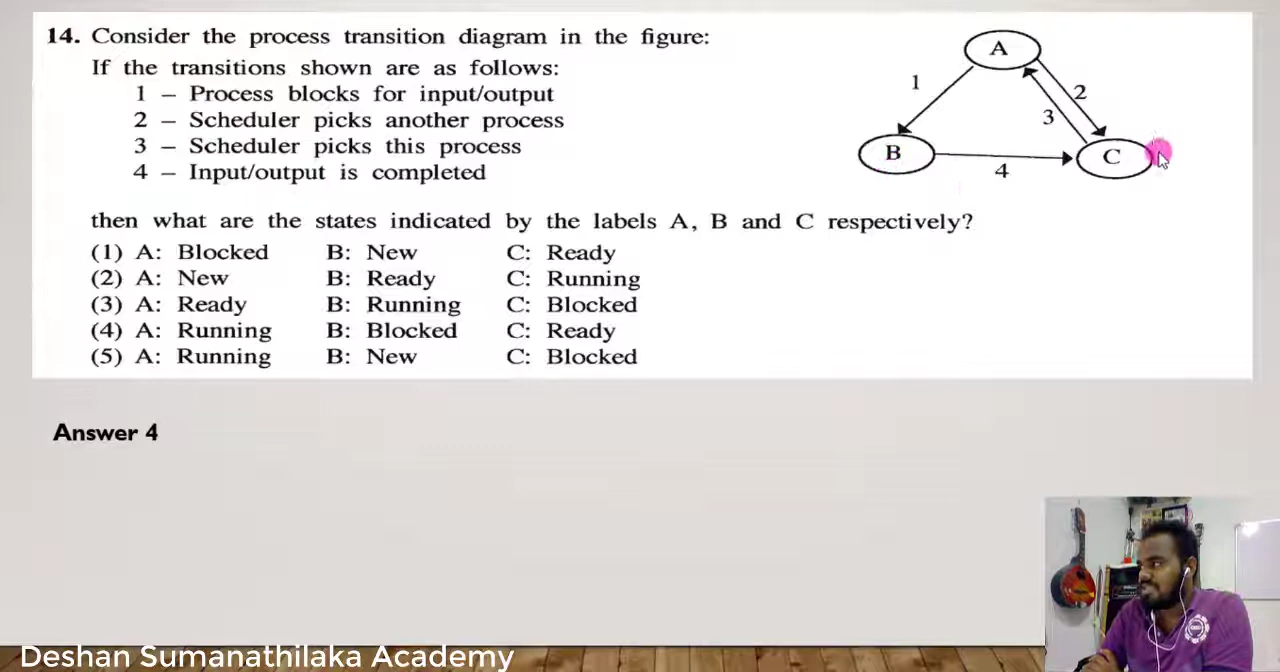 14. Consider the process transition diagram in the figure:
If the transitions shown are as follows:
1 – Process blocks for input/output
2 – Scheduler picks another process
3 – Scheduler picks this process
4 – Input/output is completed
A
1
2
3
B
C
4
then what are the states indicated by the labels A, B and C respectively?
(1) A: Blocked B: New C: Ready
(2) A: New B: Ready C: Running
(3) A: Ready B: Running C: Blocked
(4) A: Running B: Blocked C: Ready
(5) A: Running B: New C: Blocked
Answer 4
Deshan Sumanathilaka Academy